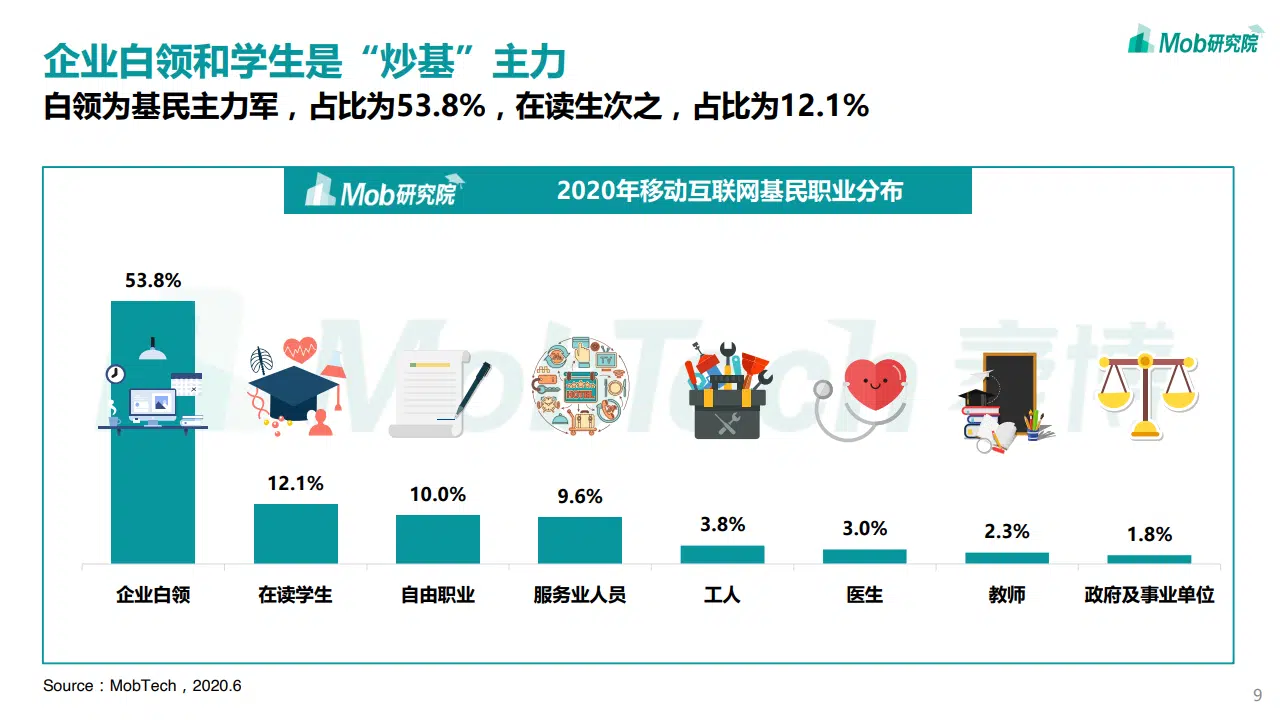 企业白领和学生是“炒基”主力
Mob研究院
白领为基民主力军，占比为53.8%，在读生次之，占比为12.1%
Mob研究院
2020年移动互联网基民职业分布
53.8%
12.1%
10.0%
9.6%
3.8%
3.0%
2.3%
1.8%
企业白领
在读学生
自由职业
服务业人员
工人
医生
教师
政府及事业单位
MobTech 袤博
Source：MobTech，2020.6
9